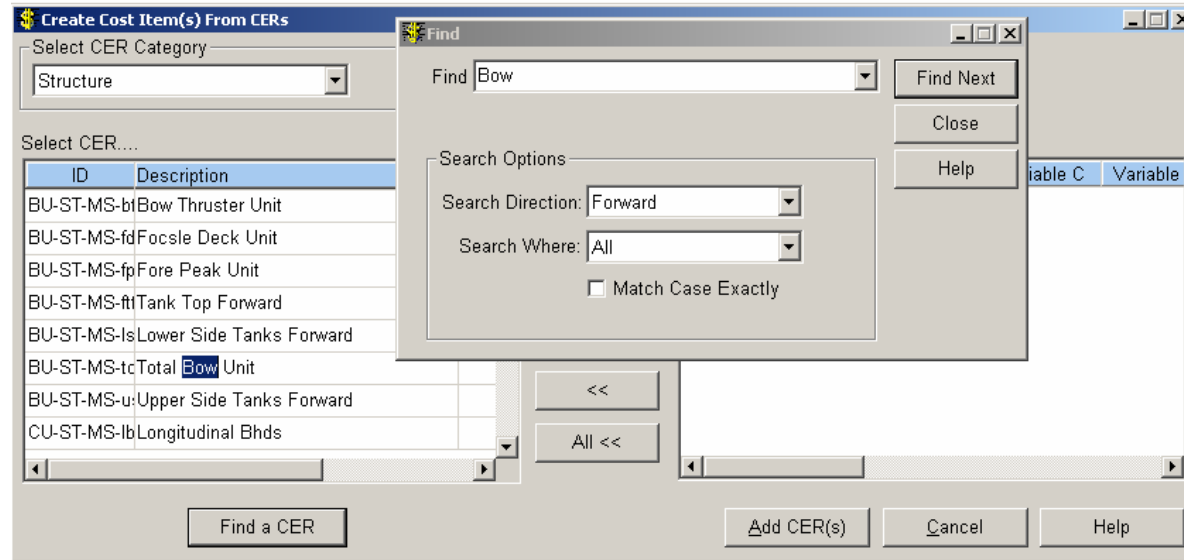 Create Cost Item(s) From CERs
Select CER Category
Structure
Select CER....
ID Description
BU-ST-MS-bt Bow Thruster Unit
BU-ST-MS-fd Focsle Deck Unit
BU-ST-MS-fp Fore Peak Unit
BU-ST-MS-ftt Tank Top Forward
BU-ST-MS-ls Lower Side Tanks Forward
BU-ST-MS-to Total Bow Unit
BU-ST-MS-u Upper Side Tanks Forward
CU-ST-MS-lb Longitudinal Bhds
Find a CER
Find
Find Bow
Find Next
Close
Help
Search Options
Search Direction: Forward
Search Where: All
Match Case Exactly
<<
All <<
iable C Variable
Add CER(s)
Cancel
Help